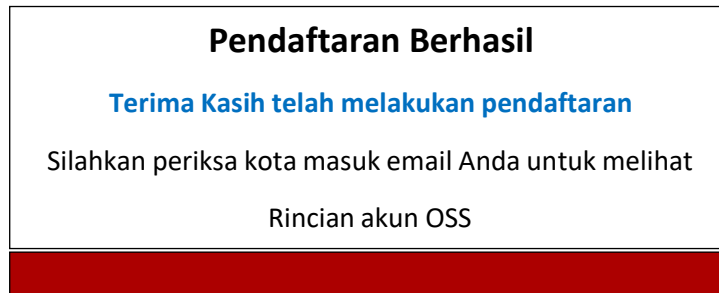 Pendaftaran Berhasil
Terima Kasih telah melakukan pendaftaran
Silahkan periksa kota masuk email Anda untuk melihat
Rincian akun OSS